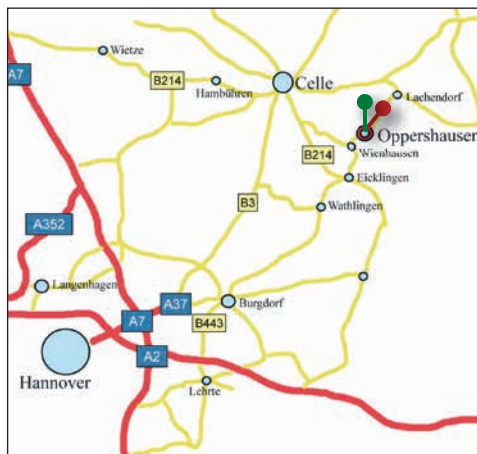 Wietze
A7
B214
Celle
Hambühren
Lachendorf
Oppershausen
B214
Wienhausen
Eicklingen
B3
Wathlingen
A352
Langenhagen
A37
Burgdorf
A7
B443
A2
Hannover
Lehrte